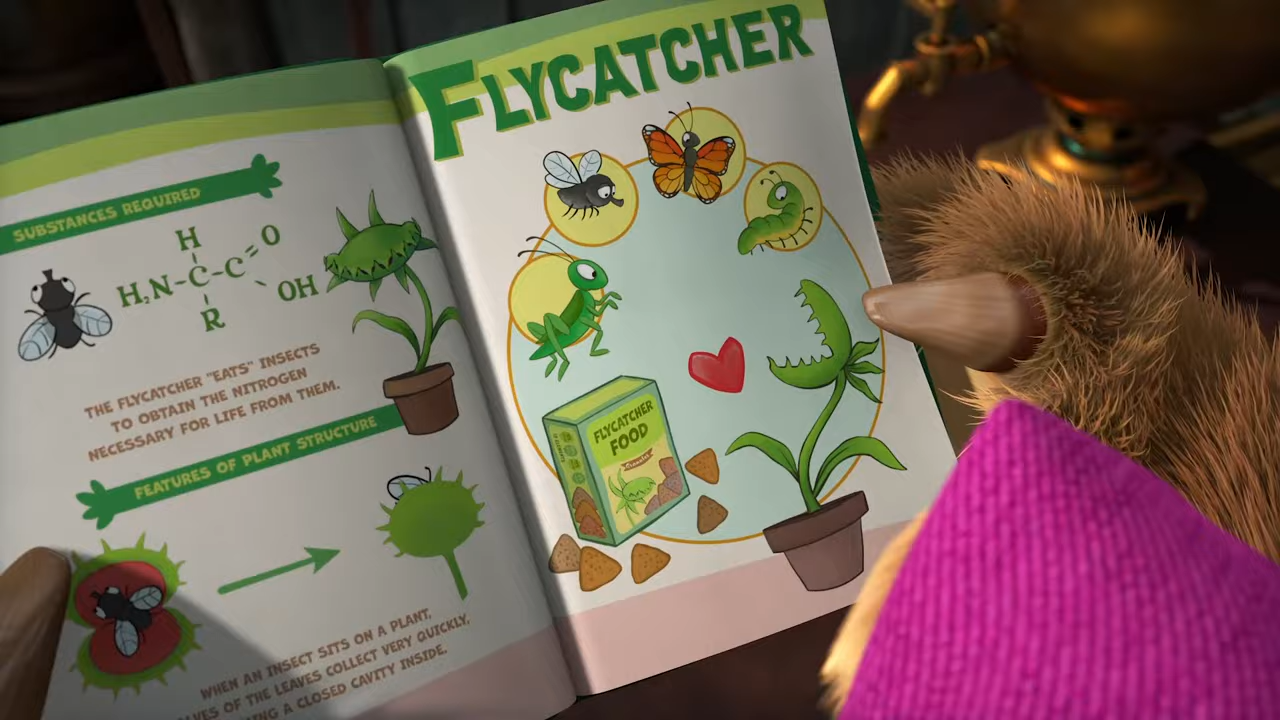 SUBSTANCES REQUIRED
H
O
H₂N-C-C
OH
R
THE FLYCATCHER "EATS" INSECTS
TO OBTAIN THE NITROGEN
NECESSARY FOR LIFE FROM THEM.
FEATURES OF PLANT STRUCTURE
WHEN AN INSECT SITS ON A PLANT,
OF THE LEAVES COLLECT VERY QUICKLY,
A CLOSED CAVITY INSIDE.
FLYCATCHER
FLYCATCHER
FOOD